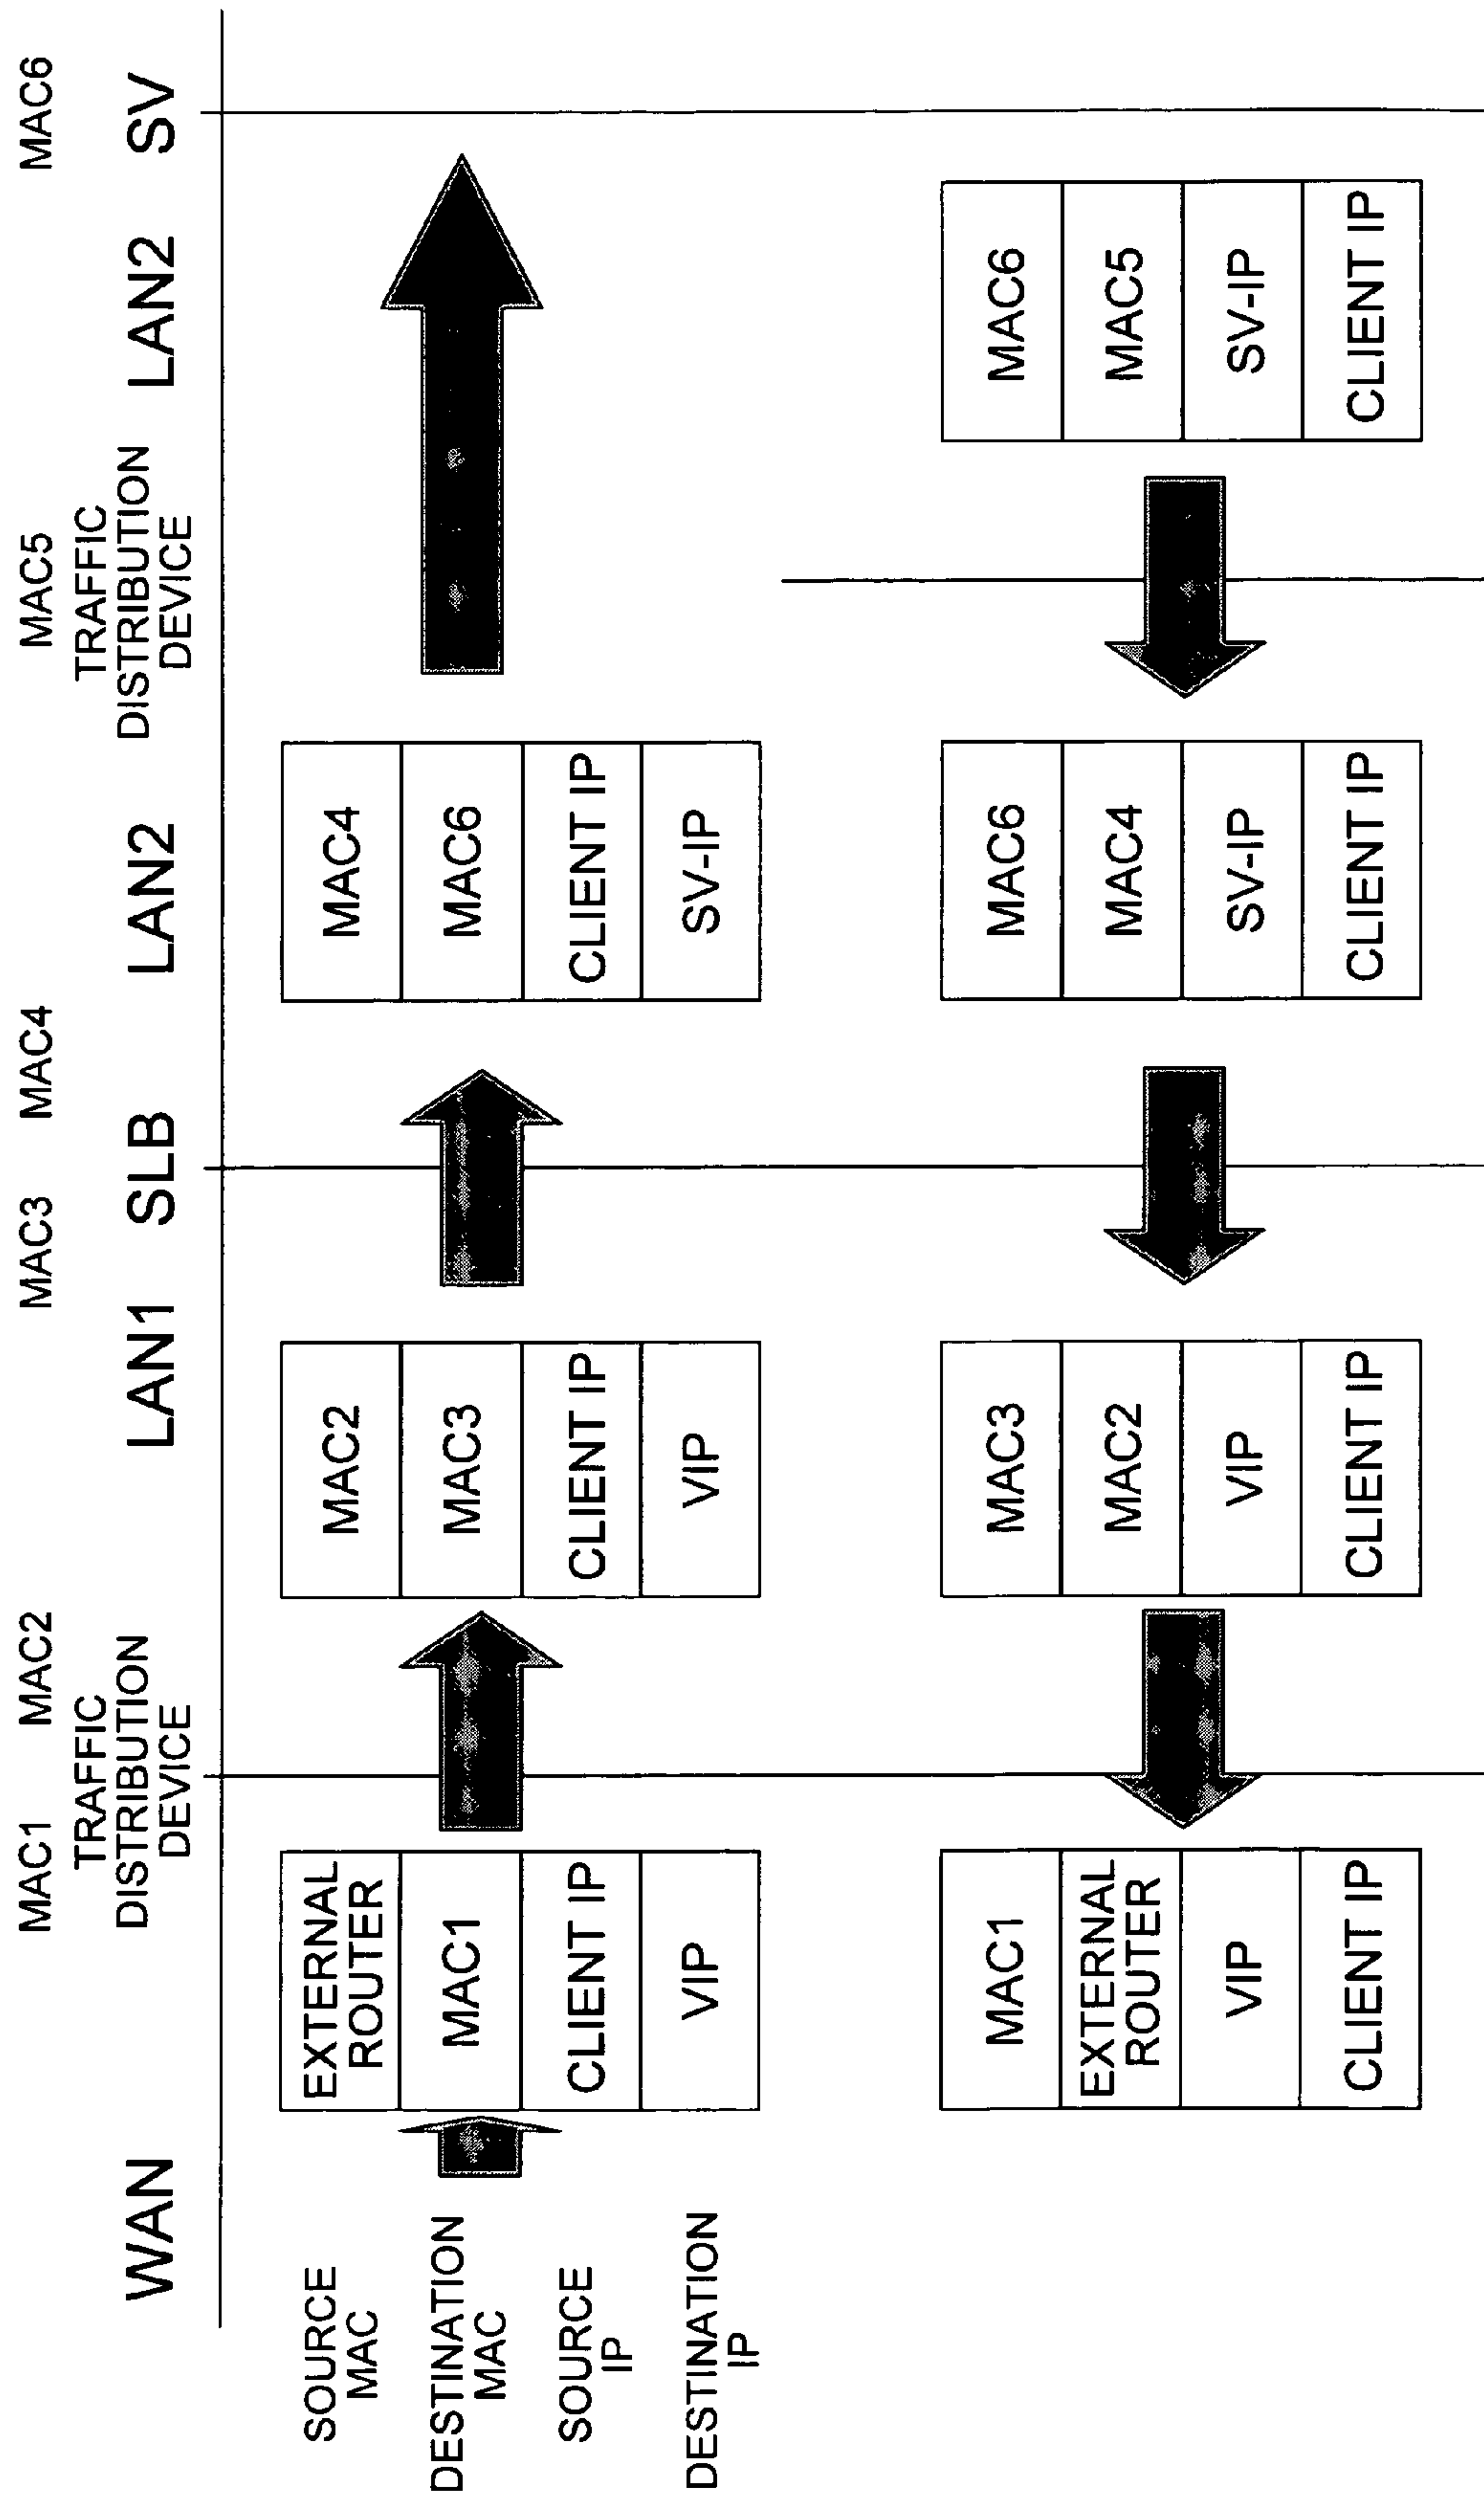 MAC1
MAC2
MAC3
MAC4
MAC5
MAC6
WAN
TRAFFIC
DISTRIBUTION
DEVICE
LAN1
SLB
LAN2
TRAFFIC
DISTRIBUTION
DEVICE
LAN2
SV
SOURCE
MAC
DESTINATION
MAC
SOURCE
IP
DESTINATION
IP
EXTERNAL
ROUTER
MAC1
CLIENT IP
VIP
MAC2
MAC3
CLIENT IP
VIP
MAC4
MAC6
CLIENT IP
SV-IP
MAC1
EXTERNAL
ROUTER
VIP
CLIENT IP
MAC3
MAC2
VIP
CLIENT IP
MAC6
MAC4
SV-IP
CLIENT IP
MAC6
MAC5
SV-IP
CLIENT IP